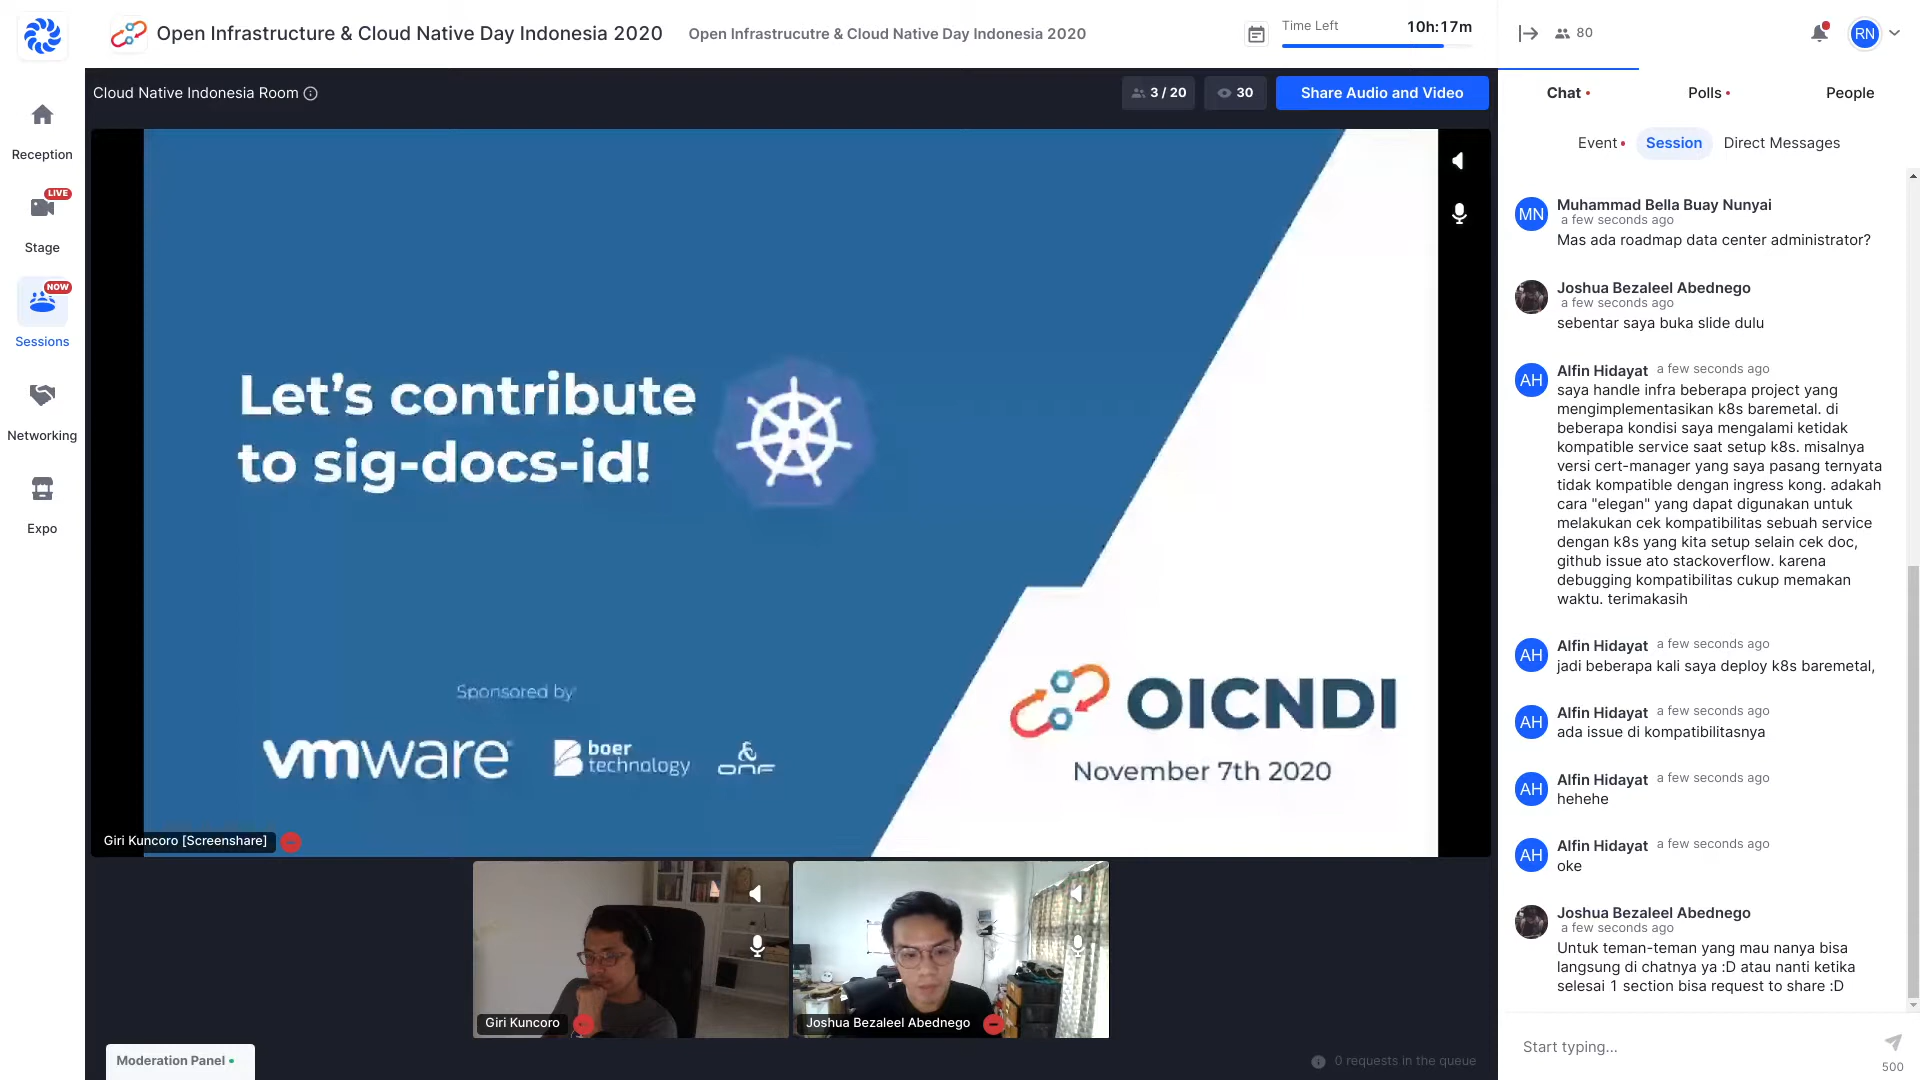 Open Infrastructure & Cloud Native Day Indonesia 2020
Open Infrastrucutre & Cloud Native Day Indonesia 2020
Time Left
10h:17m
80
RN
Reception
LIVE
Stage
NOW
Sessions
Networking
Expo
Cloud Native Indonesia Room
3 / 20
30
Share Audio and Video
Let's contribute
to sig-docs-id!
Sponsored by
vmware
boer
technology
ONF
OICNDI
November 7th 2020
Giri Kuncoro [Screenshare]
Giri Kuncoro
Joshua Bezaleel Abednego
Moderation Panel
0 requests in the queue
Chat
Polls
People
Event
Session
Direct Messages
MN
Muhammad Bella Buay Nunyai
a few seconds ago
Mas ada roadmap data center administrator?
Joshua Bezaleel Abednego
a few seconds ago
sebentar saya buka slide dulu
AH
Alfin Hidayat a few seconds ago
saya handle infra beberapa project yang
mengimplementasikan k8s baremetal. di
beberapa kondisi saya mengalami ketidak
kompatible service saat setup k8s. misalnya
versi cert-manager yang saya pasang ternyata
tidak kompatible dengan ingress kong. adakah
cara "elegan" yang dapat digunakan untuk
melakukan cek kompatibilitas sebuah service
dengan k8s yang kita setup selain cek doc,
github issue ato stackoverflow. karena
debugging kompatibilitas cukup memakan
waktu. terimakasih
AH
Alfin Hidayat a few seconds ago
jadi beberapa kali saya deploy k8s baremetal,
AH
Alfin Hidayat a few seconds ago
ada issue di kompatibilitasnya
AH
Alfin Hidayat a few seconds ago
hehehe
AH
Alfin Hidayat a few seconds ago
oke
Joshua Bezaleel Abednego
a few seconds ago
Untuk teman-teman yang mau nanya bisa
langsung di chatnya ya :D atau nanti ketika
selesai 1 section bisa request to share :D
Start typing...
500